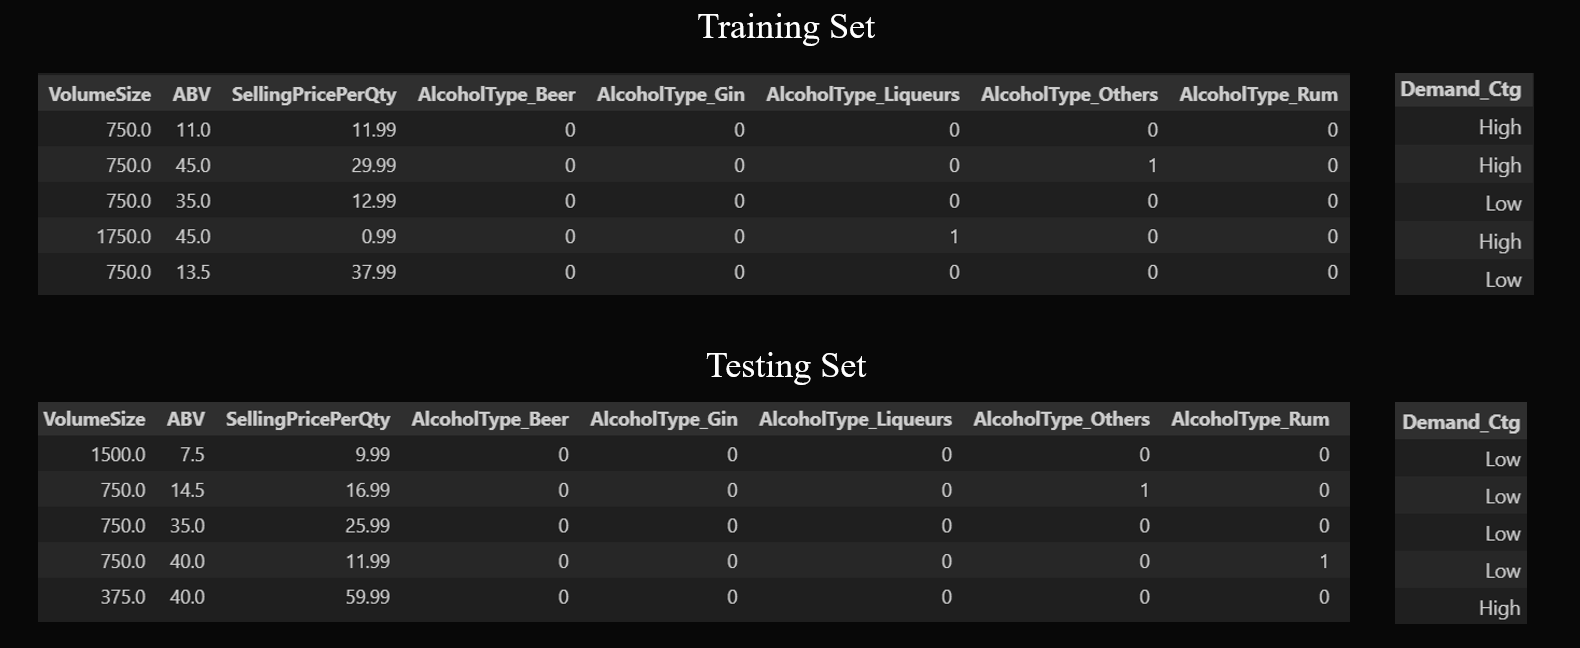 Training Set
VolumeSize ABV SellingPricePerQty AlcoholType_Beer AlcoholType_Gin AlcoholType_Liqueurs AlcoholType_Others AlcoholType_Rum Demand_Ctg
750.0 11.0 11.99 0 0 0 0 0 High
750.0 45.0 29.99 0 0 0 1 0 High
750.0 35.0 12.99 0 0 0 0 0 Low
1750.0 45.0 0.99 0 0 1 0 0 High
750.0 13.5 37.99 0 0 0 0 0 Low
Testing Set
VolumeSize ABV SellingPricePerQty AlcoholType_Beer AlcoholType_Gin AlcoholType_Liqueurs AlcoholType_Others AlcoholType_Rum Demand_Ctg
1500.0 7.5 9.99 0 0 0 0 0 Low
750.0 14.5 16.99 0 0 0 1 0 Low
750.0 35.0 25.99 0 0 0 0 0 Low
750.0 40.0 11.99 0 0 0 0 1 Low
375.0 40.0 59.99 0 0 0 0 0 High